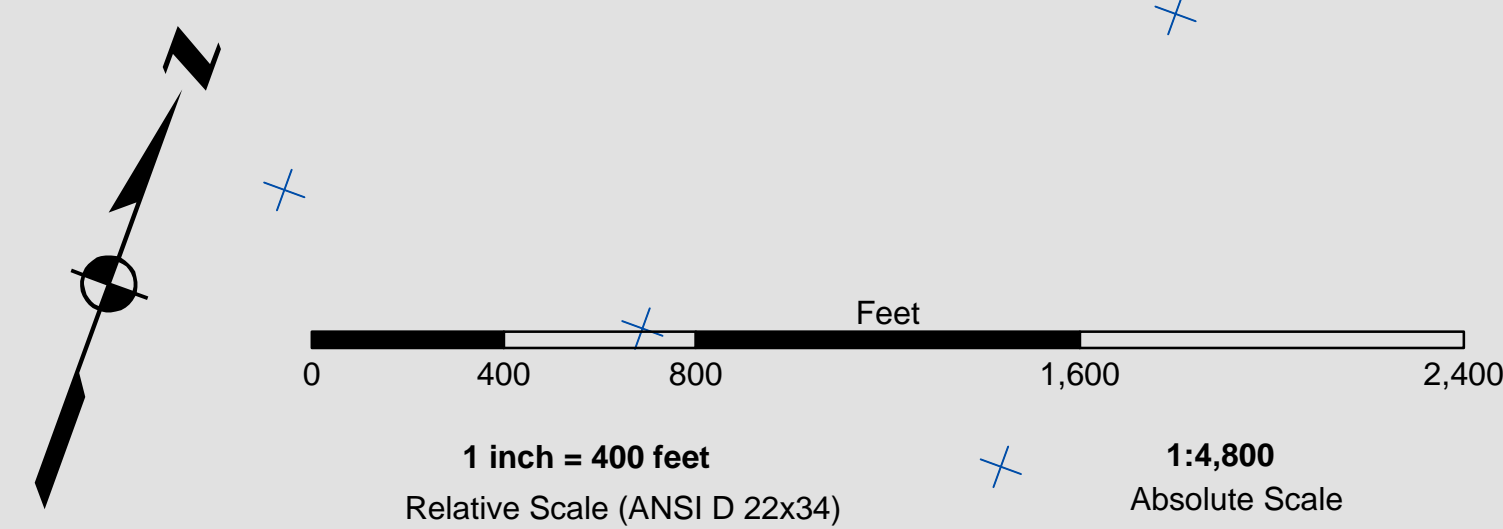 N
Feet
0 400 800 1,600 2,400
1 inch = 400 feet
1:4,800
Relative Scale (ANSI D 22x34)
Absolute Scale